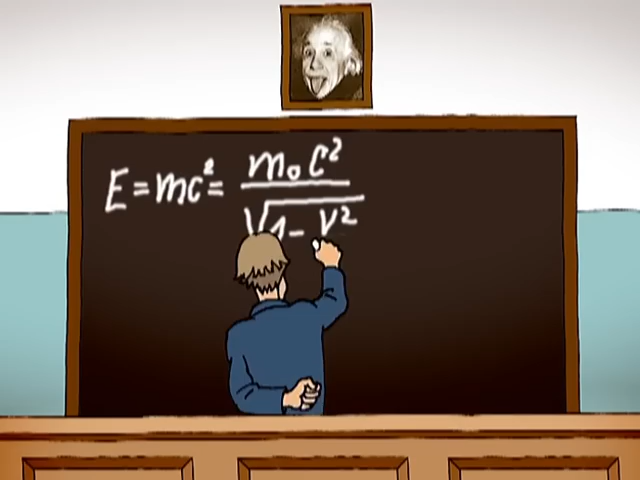 E = mc² = m₀c² / √1 - V²